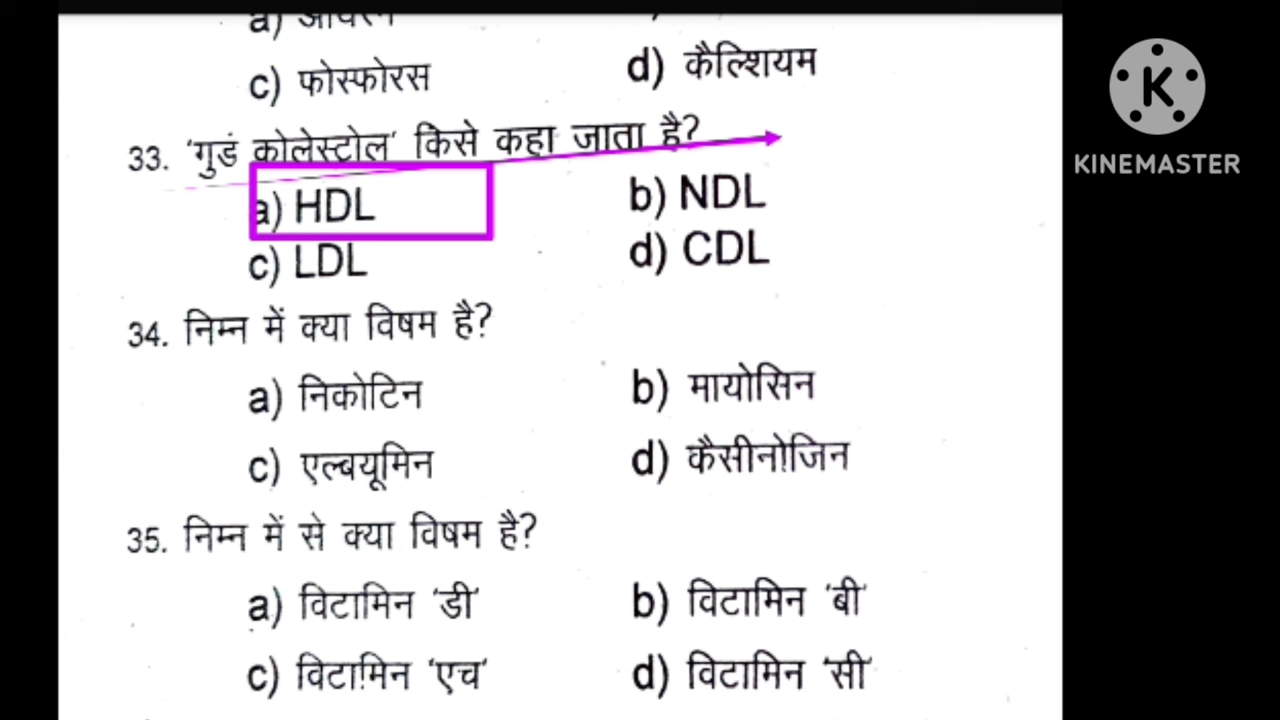 c) फोस्फोरस d) कैल्शियम
33. 'गुडं कोलेस्टोल' किसे कहा जाता है?
a) HDL b) NDL
c) LDL d) CDL
34. निम्न में क्या विषम है?
a) निकोटिन b) मायोसिन
c) एल्बयूमिन d) कैसीनोजिन
35. निम्न में से क्या विषम है?
a) विटामिन 'डी' b) विटामिन 'बी'
c) विटामिन 'एच' d) विटामिन 'सी'
K
KINEMASTER